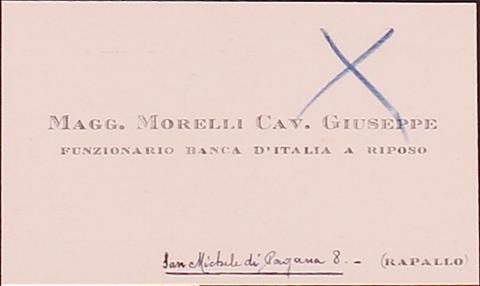 MAGG. MORELLI CAV. GIUSEPPE
FUNZIONARIO BANCA D'ITALIA A RIPOSO
San Michele di Pagana 8. – (RAPALLO)